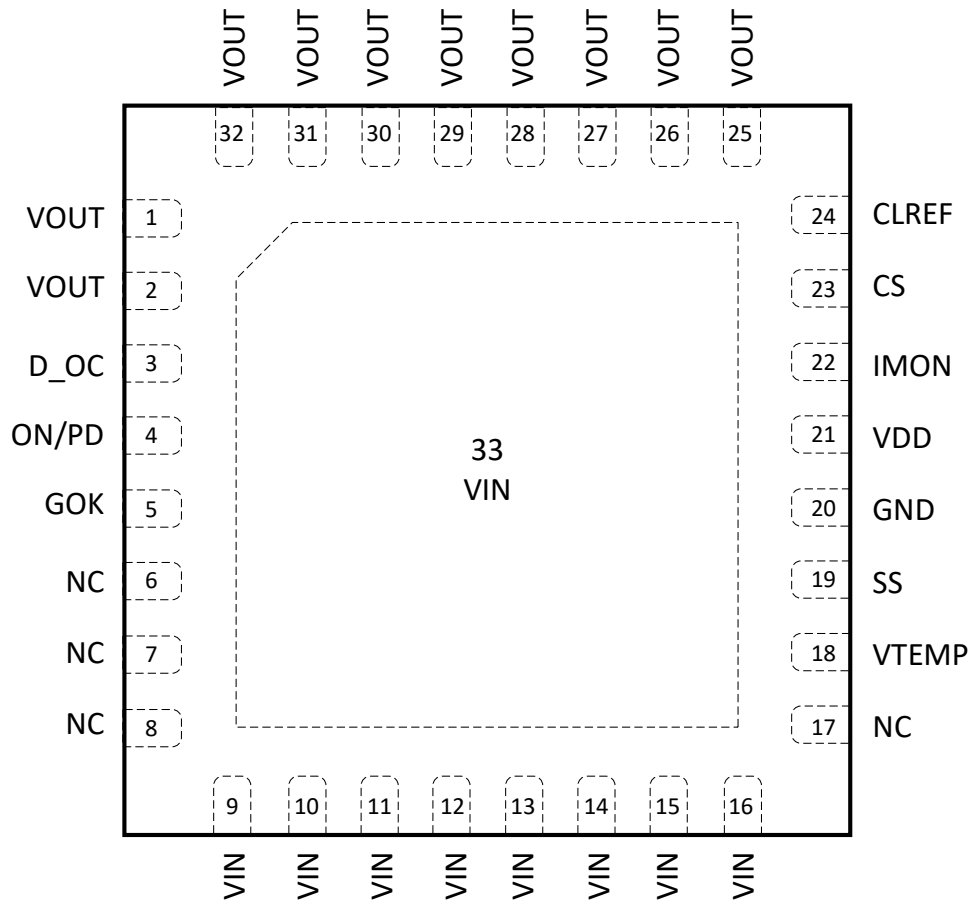 VOUT VOUT VOUT VOUT VOUT VOUT VOUT VOUT
32 31 30 29 28 27 26 25
VOUT 1 24 CLREF
VOUT 2 23 CS
D_OC 3 22 IMON
ON/PD 4 21 VDD
33
VIN
GOK 5 20 GND
NC 6 19 SS
NC 7 18 VTEMP
NC 8 17 NC
9 10 11 12 13 14 15 16
VIN VIN VIN VIN VIN VIN VIN VIN